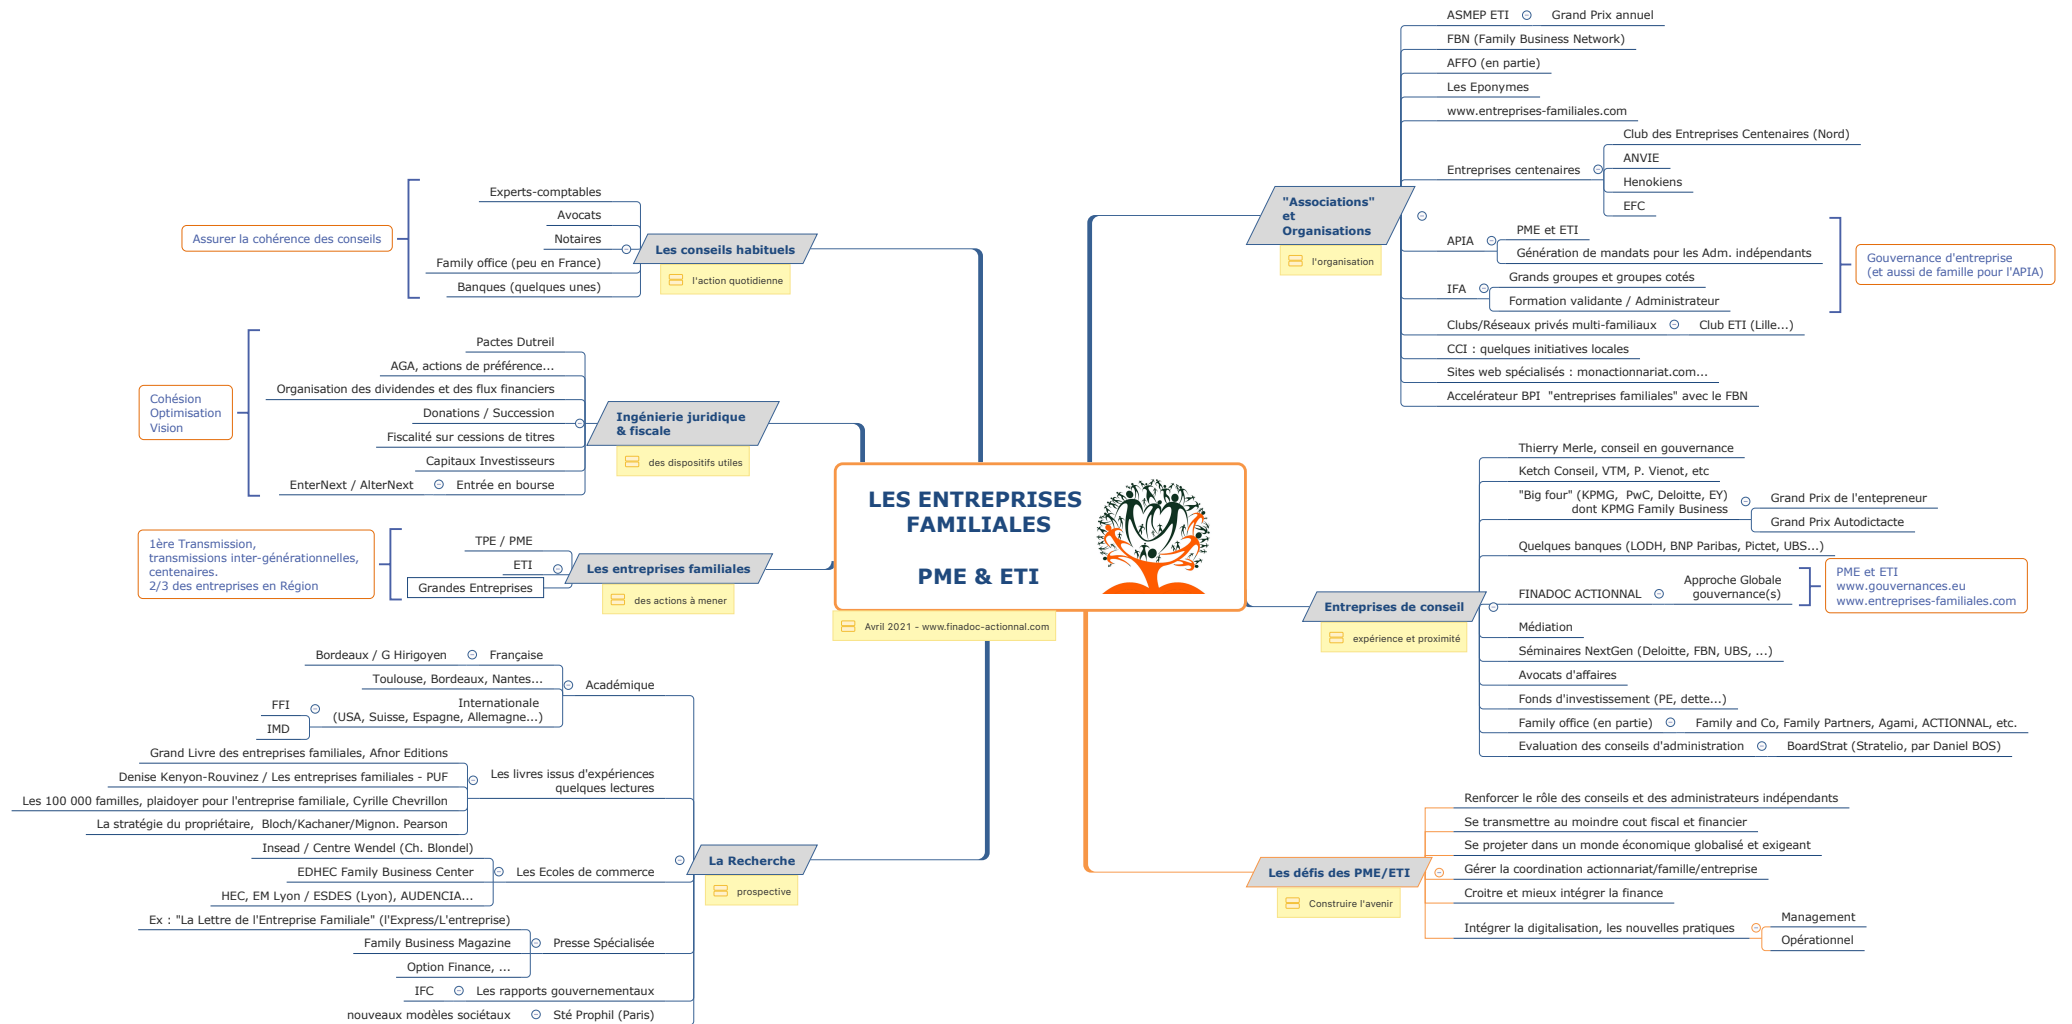 LES ENTREPRISES
FAMILIALES
PME & ETI
Avril 2021 - www.finadoc-actionnal.com
"Associations"
et
Organisations
l'organisation
ASMEP ETI
Grand Prix annuel
FBN (Family Business Network)
AFFO (en partie)
Les Eponymes
www.entreprises-familiales.com
Entreprises centenaires
Club des Entreprises Centenaires (Nord)
ANVIE
Henokiens
EFC
APIA
PME et ETI
Génération de mandats pour les Adm. indépendants
IFA
Grands groupes et groupes cotés
Formation validante / Administrateur
Gouvernance d'entreprise
(et aussi de famille pour l'APIA)
Clubs/Réseaux privés multi-familiaux
Club ETI (Lille...)
CCI : quelques initiatives locales
Sites web spécialisés : monactionnariat.com...
Accelérateur BPI  "entreprises familiales" avec le FBN
Entreprises de conseil
expérience et proximité
Thierry Merle, conseil en gouvernance
Ketch Conseil, VTM, P. Vienot, etc
"Big four" (KPMG,  PwC, Deloitte, EY)
dont KPMG Family Business
Grand Prix de l'entepreneur
Grand Prix Autodictacte
Quelques banques (LODH, BNP Paribas, Pictet, UBS...)
FINADOC ACTIONNAL
Approche Globale
gouvernance(s)
PME et ETI
www.gouvernances.eu
www.entreprises-familiales.com
Médiation
Séminaires NextGen (Deloitte, FBN, UBS, ...)
Avocats d'affaires
Fonds d'investissement (PE, dette...)
Family office (en partie)
Family and Co, Family Partners, Agami, ACTIONNAL, etc.
Evaluation des conseils d'administration
BoardStrat (Stratelio, par Daniel BOS)
Les défis des PME/ETI
Construire l'avenir
Renforcer le rôle des conseils et des administrateurs indépendants
Se transmettre au moindre cout fiscal et financier
Se projeter dans un monde économique globalisé et exigeant
Gérer la coordination actionnariat/famille/entreprise
Croitre et mieux intégrer la finance
Intégrer la digitalisation, les nouvelles pratiques
Management
Opérationnel
Les conseils habituels
l'action quotidienne
Experts-comptables
Avocats
Notaires
Family office (peu en France)
Banques (quelques unes)
Assurer la cohérence des conseils
Ingénierie juridique
& fiscale
des dispositifs utiles
Pactes Dutreil
AGA, actions de préférence...
Organisation des dividendes et des flux financiers
Donations / Succession
Fiscalité sur cessions de titres
Capitaux Investisseurs
Entrée en bourse
EnterNext / AlterNext
Cohésion
Optimisation
Vision
Les entreprises familiales
des actions à mener
TPE / PME
ETI
Grandes Entreprises
1ère Transmission,
transmissions inter-générationnelles,
centenaires.
2/3 des entreprises en Région
La Recherche
prospective
Académique
Française
Bordeaux / G Hirigoyen
Toulouse, Bordeaux, Nantes...
Internationale
(USA, Suisse, Espagne, Allemagne...)
FFI
IMD
Les livres issus d'expériences
quelques lectures
Grand Livre des entreprises familiales, Afnor Editions
Denise Kenyon-Rouvinez / Les entreprises familiales - PUF
Les 100 000 familles, plaidoyer pour l'entreprise familiale, Cyrille Chevrillon
La stratégie du propriétaire,  Bloch/Kachaner/Mignon. Pearson
Les Ecoles de commerce
Insead / Centre Wendel (Ch. Blondel)
EDHEC Family Business Center
HEC, EM Lyon / ESDES (Lyon), AUDENCIA...
Presse Spécialisée
Ex : "La Lettre de l'Entreprise Familiale" (l'Express/L'entreprise)
Family Business Magazine
Option Finance, ...
Les rapports gouvernementaux
IFC
Sté Prophil (Paris)
nouveaux modèles sociétaux